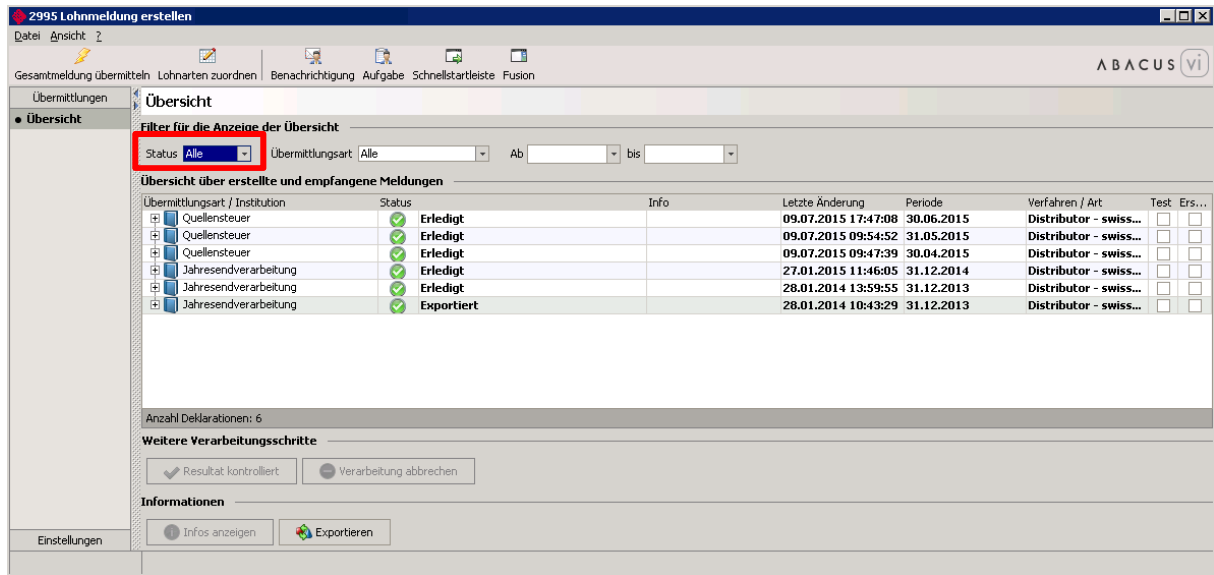 2995 Lohnmeldung erstellen
Datei Ansicht ?
Gesamtmeldung übermitteln Lohnarten zuordnen Benachrichtigung Aufgabe Schnellstartleiste Fusion
ABACUS vi
Übermittlungen
Übersicht
Übersicht
Filter für die Anzeige der Übersicht
Status Alle Übermittlungsart Alle Ab bis
Übersicht über erstellte und empfangene Meldungen
Übermittlungsart / Institution Status Info Letzte Änderung Periode Verfahren / Art Test Ers...
Quellensteuer Erledigt 09.07.2015 17:47:08 30.06.2015 Distributor - swiss...
Quellensteuer Erledigt 09.07.2015 09:54:52 31.05.2015 Distributor - swiss...
Quellensteuer Erledigt 09.07.2015 09:47:39 30.04.2015 Distributor - swiss...
Jahresendverarbeitung Erledigt 27.01.2015 11:46:05 31.12.2014 Distributor - swiss...
Jahresendverarbeitung Erledigt 28.01.2014 13:59:55 31.12.2013 Distributor - swiss...
Jahresendverarbeitung Exportiert 28.01.2014 10:43:29 31.12.2013 Distributor - swiss...
Anzahl Deklarationen: 6
Weitere Verarbeitungsschritte
Resultat kontrolliert Verarbeitung abbrechen
Informationen
Infos anzeigen Exportieren
Einstellungen